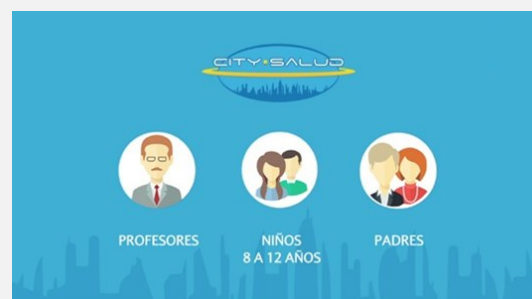 CITY SALUD
PROFESORES
NIÑOS
8 A 12 AÑOS
PADRES